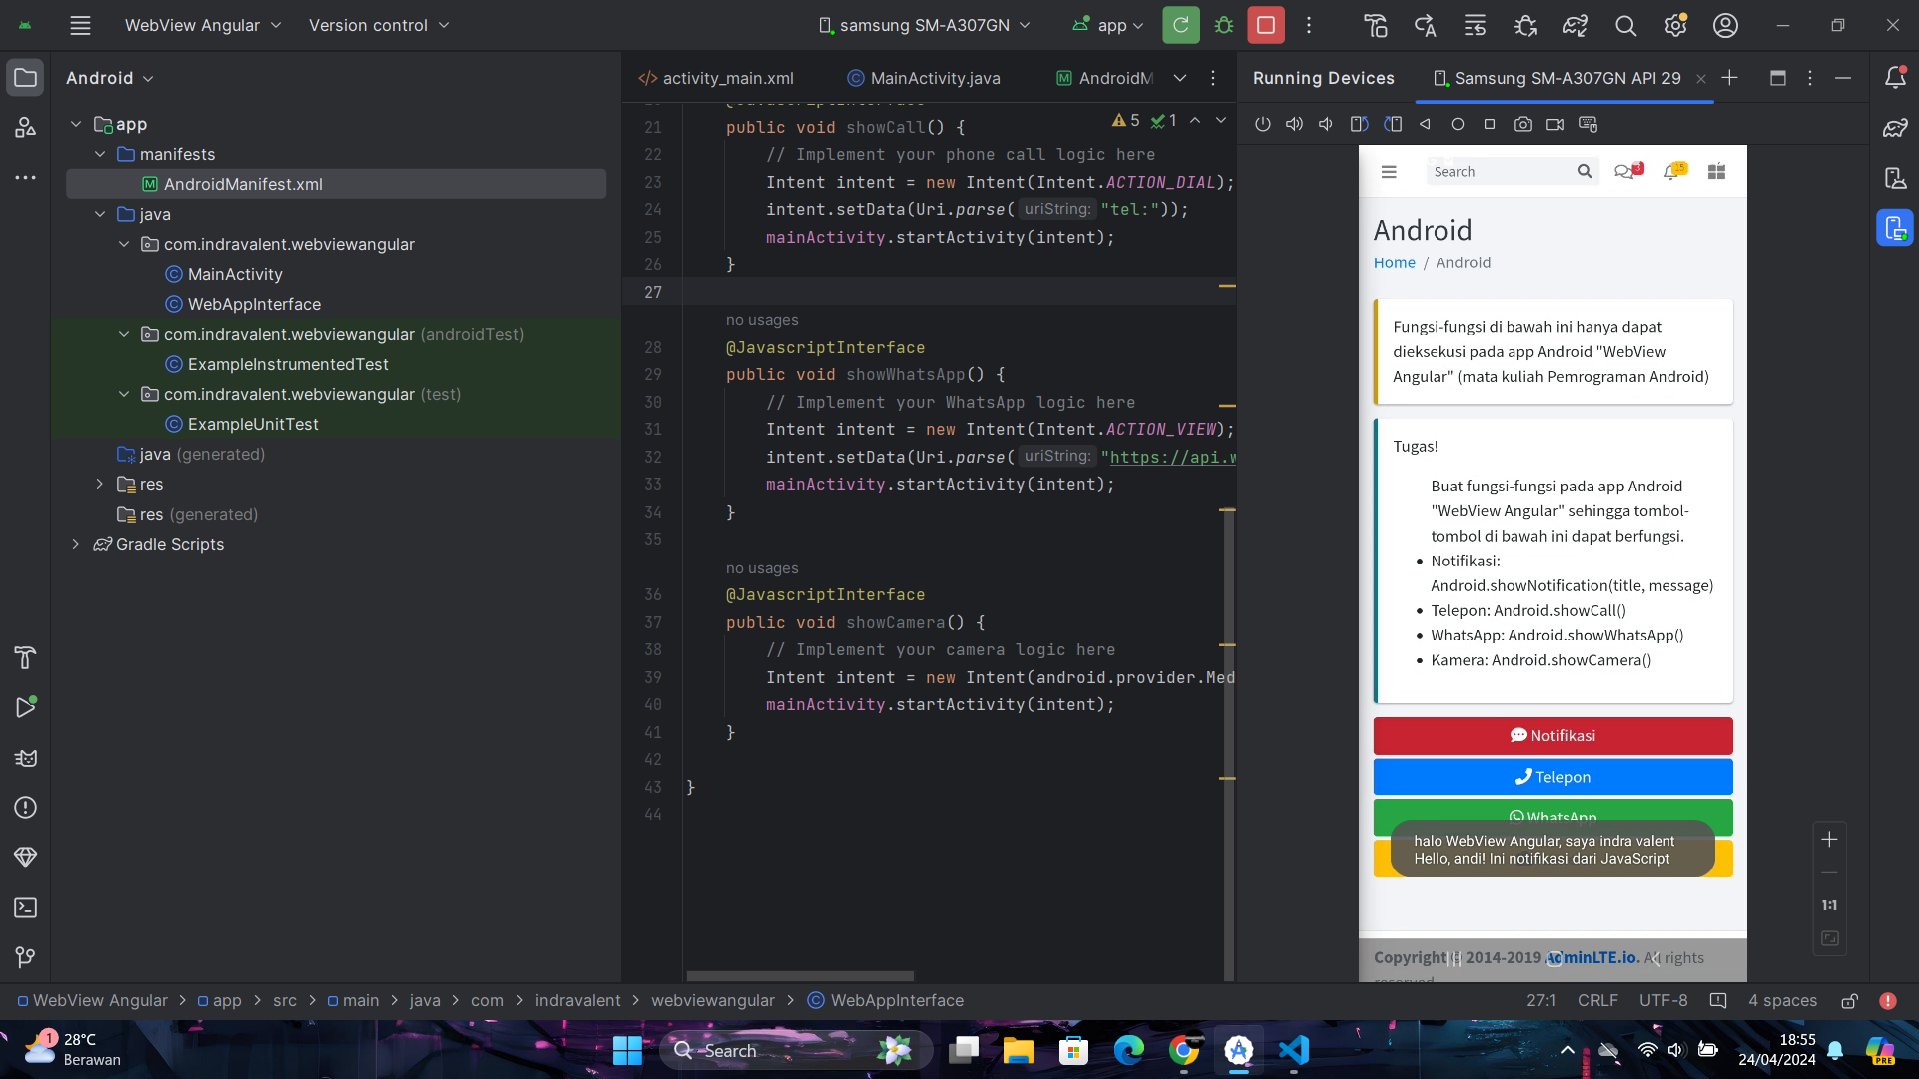 WebView Angular
Version control
samsung SM-A307GN
app
Android
app
manifests
AndroidManifest.xml
java
com.indravalent.webviewangular
MainActivity
WebAppInterface
com.indravalent.webviewangular (androidTest)
ExampleInstrumentedTest
com.indravalent.webviewangular (test)
ExampleUnitTest
java (generated)
res
res (generated)
Gradle Scripts
activity_main.xml
MainActivity.java
AndroidM
5
1
21 public void showCall() {
22 // Implement your phone call logic here
23 Intent intent = new Intent(Intent.ACTION_DIAL);
24 intent.setData(Uri.parse( uriString: "tel:"));
25 mainActivity.startActivity(intent);
26 }
27
no usages
28 @JavascriptInterface
29 public void showWhatsApp() {
30 // Implement your WhatsApp logic here
31 Intent intent = new Intent(Intent.ACTION_VIEW);
32 intent.setData(Uri.parse( uriString: "https://api.w
33 mainActivity.startActivity(intent);
34 }
35
no usages
36 @JavascriptInterface
37 public void showCamera() {
38 // Implement your camera logic here
39 Intent intent = new Intent(android.provider.Med
40 mainActivity.startActivity(intent);
41 }
42
43 }
44
Running Devices
Samsung SM-A307GN API 29
Search
3
15
Android
Home / Android
Fungsi-fungsi di bawah ini hanya dapat
dieksekusi pada app Android "WebView
Angular" (mata kuliah Pemrograman Android)
Tugas!
Buat fungsi-fungsi pada app Android
"WebView Angular" sehingga tombol-
tombol di bawah ini dapat berfungsi.
• Notifikasi:
Android.showNotification(title, message)
• Telepon: Android.showCall()
• WhatsApp: Android.showWhatsApp()
• Kamera: Android.showCamera()
Notifikasi
Telepon
WhatsApp
halo WebView Angular, saya indra valent
Hello, andi! Ini notifikasi dari JavaScript
Copyright © 2014-2019 AdminLTE.io. All rights
1:1
WebView Angular > app > src > main > java > com > indravalent > webviewangular > WebAppInterface
27:1 CRLF UTF-8 4 spaces
1
28°C
Berawan
Search
18:55
24/04/2024
PRE